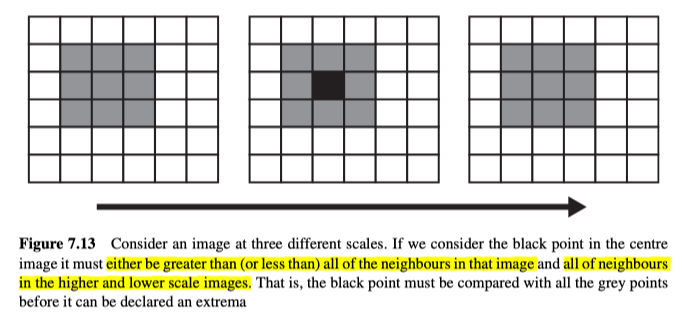 Figure 7.13 Consider an image at three different scales. If we consider the black point in the centre
image it must either be greater than (or less than) all of the neighbours in that image and all of neighbours
in the higher and lower scale images. That is, the black point must be compared with all the grey points
before it can be declared an extrema